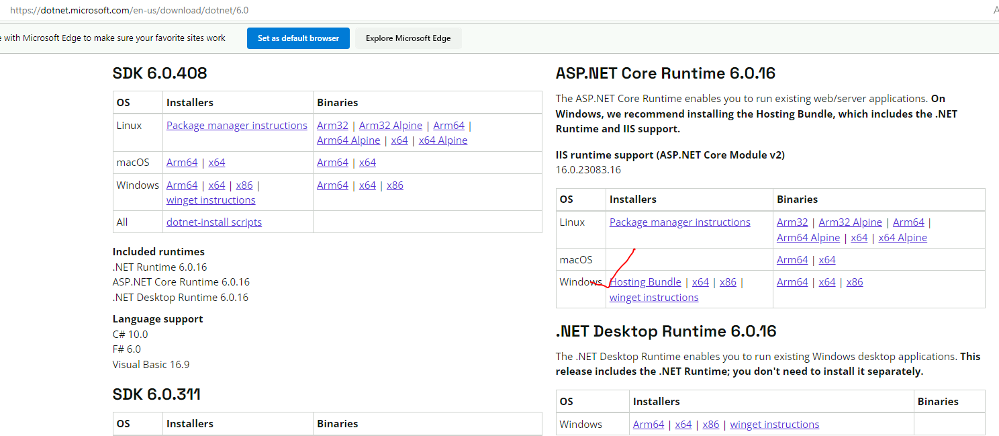 https://dotnet.microsoft.com/en-us/download/dotnet/6.0
with Microsoft Edge to make sure your favorite sites work
Set as default browser
Explore Microsoft Edge
SDK 6.0.408
OS Installers Binaries
Linux Package manager instructions Arm32 | Arm32 Alpine | Arm64 |
Arm64 Alpine | x64 | x64 Alpine
macOS Arm64 | x64 Arm64 | x64
Windows Arm64 | x64 | x86 | Arm64 | x64 | x86
winget instructions
All dotnet-install scripts
Included runtimes
.NET Runtime 6.0.16
ASP.NET Core Runtime 6.0.16
.NET Desktop Runtime 6.0.16
Language support
C# 10.0
F# 6.0
Visual Basic 16.9
SDK 6.0.311
OS Installers Binaries
ASP.NET Core Runtime 6.0.16
The ASP.NET Core Runtime enables you to run existing web/server applications. On
Windows, we recommend installing the Hosting Bundle, which includes the .NET
Runtime and IIS support.
IIS runtime support (ASP.NET Core Module v2)
16.0.23083.16
OS Installers Binaries
Linux Package manager instructions Arm32 | Arm32 Alpine | Arm64 |
Arm64 Alpine | x64 | x64 Alpine
macOS Arm64 | x64
Windows Hosting Bundle | x64 | x86 | Arm64 | x64 | x86
winget instructions
.NET Desktop Runtime 6.0.16
The .NET Desktop Runtime enables you to run existing Windows desktop applications. This
release includes the .NET Runtime; you don't need to install it separately.
OS Installers Binaries
Windows Arm64 | x64 | x86 | winget instructions